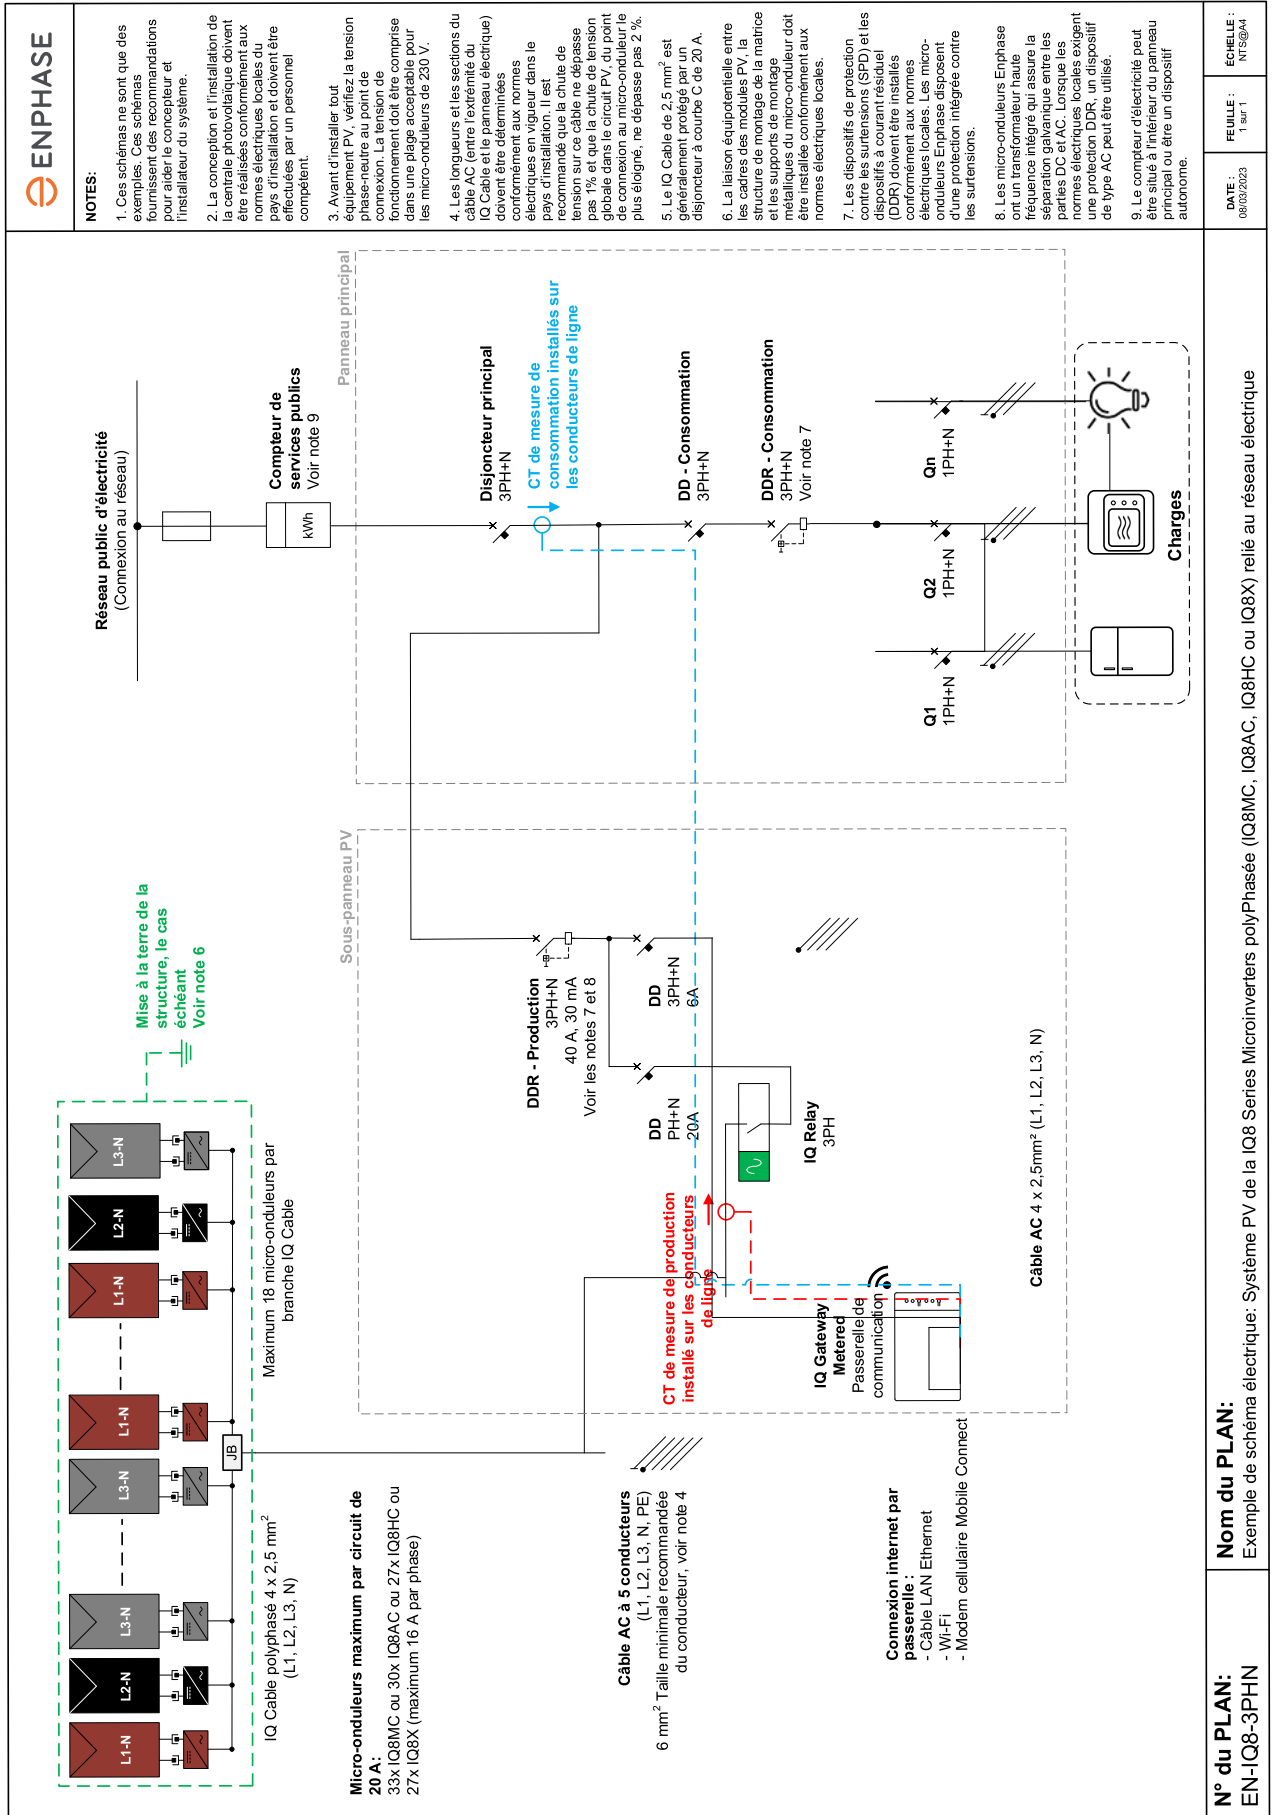 ENPHASE
NOTES:
1. Ces schémas ne sont que des
exemples. Ces schémas
fournissent des recommandations
pour aider le concepteur et
l'installateur du système.
2. La conception et l'installation de
la centrale photovoltaïque doivent
être réalisées conformément aux
normes électriques locales du
pays d'installation et doivent être
effectuées par un personnel
compétent.
3. Avant d'installer tout
équipement PV, vérifiez la tension
phase-neutre au point de
connexion. La tension de
fonctionnement doit être comprise
dans une plage acceptable pour
les micro-onduleurs de 230 V.
4. Les longueurs et les sections du
câble AC (entre l'extrémité du
IQ Cable et le panneau électrique)
doivent être déterminées
conformément aux normes
électriques en vigueur dans le
pays d'installation. Il est
recommandé que la chute de
tension sur ce câble ne dépasse
pas 1% et que la chute de tension
globale dans le circuit PV, du point
de connexion au micro-onduleur le
plus éloigné, ne dépasse pas 2 %.
5. Le IQ Cable de 2,5 mm² est
généralement protégé par un
disjoncteur à courbe C de 20 A.
6. La liaison équipotentielle entre
les cadres des modules PV, la
structure de montage de la matrice
et les supports de montage
métalliques du micro-onduleur doit
être installée conformément aux
normes électriques locales.
7. Les dispositifs de protection
contre les surtensions (SPD) et les
dispositifs à courant résiduel
(DDR) doivent être installés
conformément aux normes
électriques locales. Les micro-
onduleurs Enphase disposent
d'une protection intégrée contre
les surtensions.
8. Les micro-onduleurs Enphase
ont un transformateur haute
fréquence intégré qui assure la
séparation galvanique entre les
parties DC et AC. Lorsque les
normes électriques locales exigent
une protection DDR, un dispositif
de type AC peut être utilisé.
9. Le compteur d'électricité peut
être situé à l'intérieur du panneau
principal ou être un dispositif
autonome.
DATE :
08/03/2023
FEUILLE :
1 sur 1
ÉCHELLE :
NTS@A4
Réseau public d'électricité
(Connexion au réseau)
Compteur de
services publics
Voir note 9
kWh
Panneau principal
Disjoncteur principal
3PH+N
CT de mesure de
consommation installés sur
les conducteurs de ligne
DD - Consommation
3PH+N
DDR - Consommation
3PH+N
Voir note 7
Q1
1PH+N
Q2
1PH+N
Qn
1PH+N
Charges
Mise à la terre de la
structure, le cas
échéant
Voir note 6
Sous-panneau PV
DDR - Production
3PH+N
40 A, 30 mA
Voir les notes 7 et 8
DD
PH+N
20A
DD
3PH+N
6A
IQ Relay
3PH
CT de mesure de production
installé sur les conducteurs
de ligne
IQ Gateway
Metered
Passerelle de
communication
Câble AC 4 x 2,5mm² (L1, L2, L3, N)
L1-N
L2-N
L3-N
L3-N
L1-N
L1-N
L2-N
L3-N
JB
IQ Cable polyphasé 4 x 2,5 mm²
(L1, L2, L3, N)
Maximum 18 micro-onduleurs par
branche IQ Cable
Micro-onduleurs maximum par circuit de
20 A:
33x IQ8MC ou 30x IQ8AC ou 27x IQ8HC ou
27x IQ8X (maximum 16 A par phase)
Câble AC à 5 conducteurs
(L1, L2, L3, N, PE)
6 mm² Taille minimale recommandée
du conducteur, voir note 4
Connexion internet par
passerelle :
- Câble LAN Ethernet
- Wi-Fi
- Modem cellulaire Mobile Connect
N° du PLAN:
EN-IQ8-3PHN
Nom du PLAN:
Exemple de schéma électrique: Système PV de la IQ8 Series Microinverters polyPhasée (IQ8MC, IQ8AC, IQ8HC ou IQ8X) relié au réseau électrique